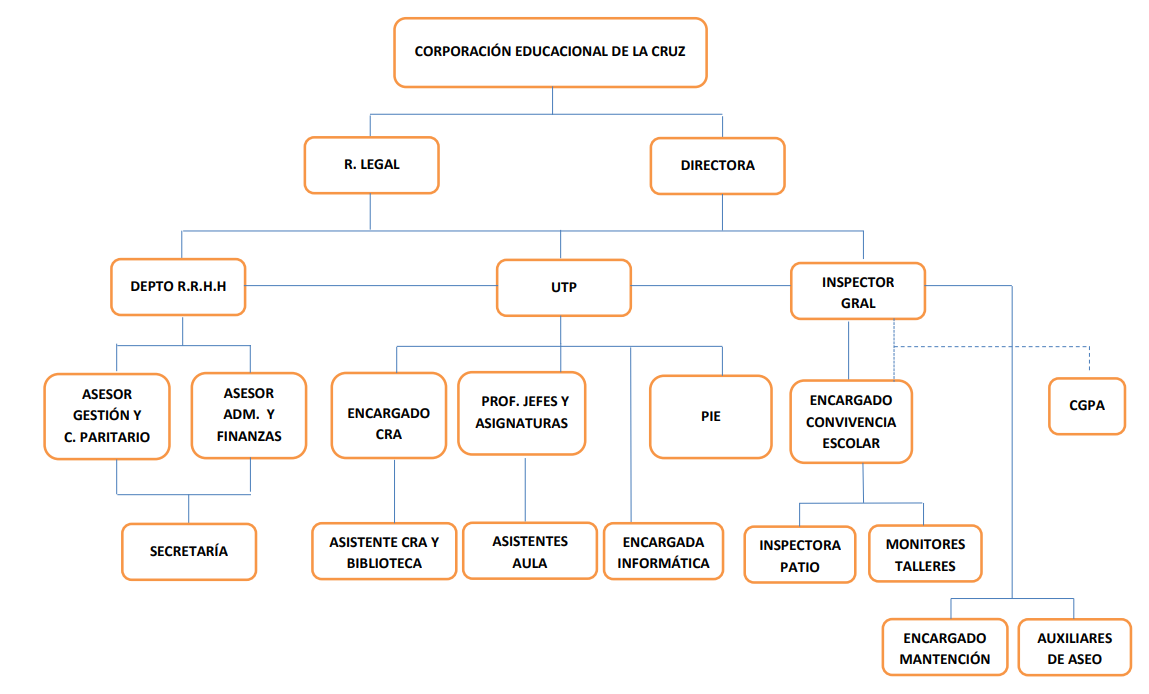 CORPORACIÓN EDUCACIONAL DE LA CRUZ
R. LEGAL
DIRECTORA
DEPTO R.R.H.H
UTP
INSPECTOR
GRAL
ASESOR
GESTIÓN Y
C. PARITARIO
ASESOR
ADM. Y
FINANZAS
ENCARGADO
CRA
PROF. JEFES Y
ASIGNATURAS
PIE
ENCARGADO
CONVIVENCIA
ESCOLAR
CGPA
SECRETARÍA
ASISTENTE CRA Y
BIBLIOTECA
ASISTENTES
AULA
ENCARGADA
INFORMÁTICA
INSPECTORA
PATIO
MONITORES
TALLERES
ENCARGADO
MANTENCIÓN
AUXILIARES
DE ASEO